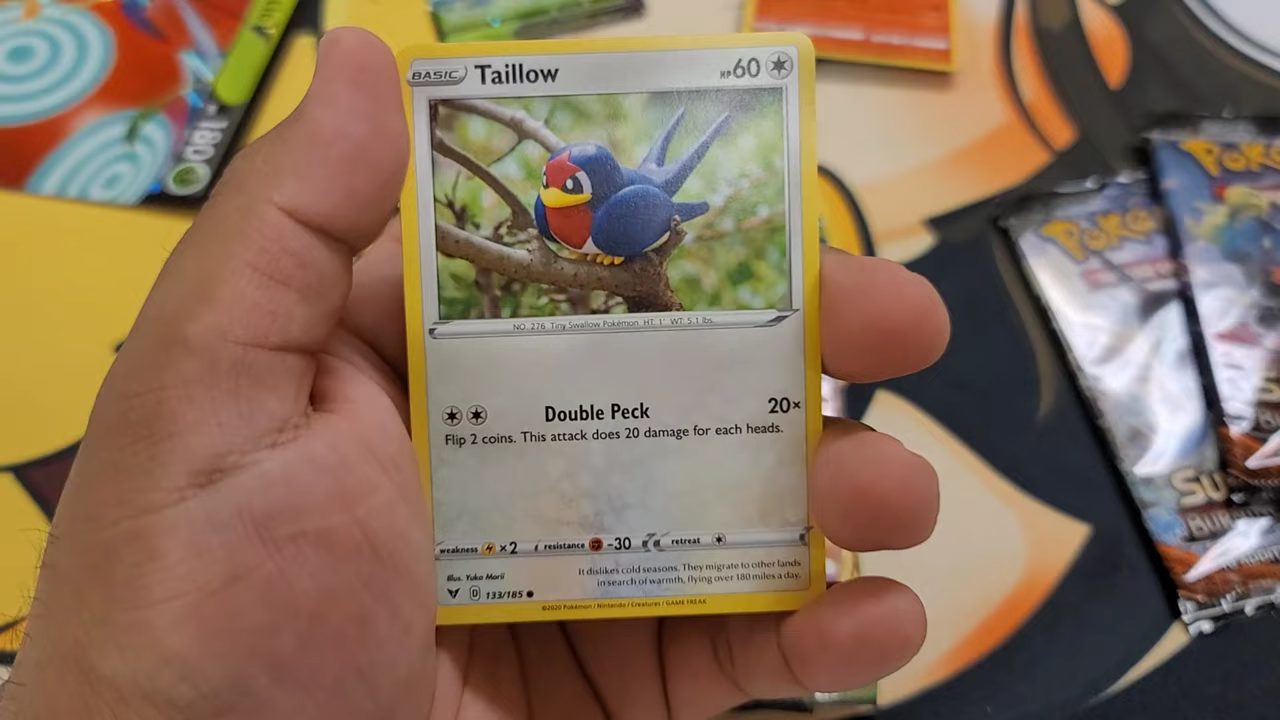 BASIC Taillow HP 60
NO. 276 Tiny Swallow Pokémon HT: 1' WT: 5.1 lbs.
Double Peck 20×
Flip 2 coins. This attack does 20 damage for each heads.
weakness ×2 resistance -30 retreat
It dislikes cold seasons. They migrate to other lands
in search of warmth, flying over 180 miles a day.
Illus. Yuka Morii
D 133/185
©2020 Pokémon / Nintendo / Creatures / GAME FREAK
180